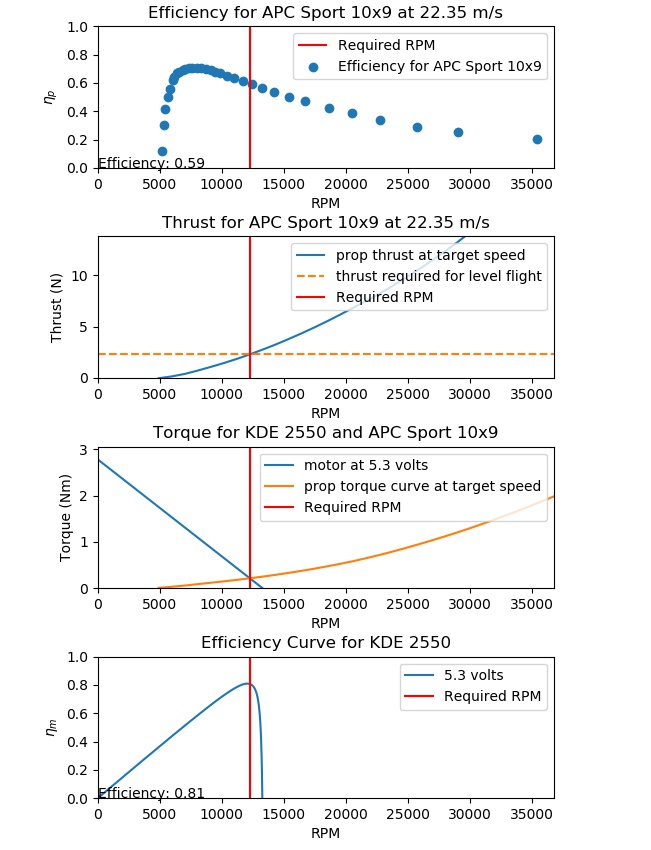 Efficiency for APC Sport 10x9 at 22.35 m/s
1.0
0.8
0.6
0.4
0.2
0.0
ηp
Required RPM
Efficiency for APC Sport 10x9
Efficiency: 0.59
0 5000 10000 15000 20000 25000 30000 35000
RPM
Thrust for APC Sport 10x9 at 22.35 m/s
10
5
0
Thrust (N)
prop thrust at target speed
thrust required for level flight
Required RPM
0 5000 10000 15000 20000 25000 30000 35000
RPM
Torque for KDE 2550 and APC Sport 10x9
3
2
1
0
Torque (Nm)
motor at 5.3 volts
prop torque curve at target speed
Required RPM
0 5000 10000 15000 20000 25000 30000 35000
RPM
Efficiency Curve for KDE 2550
1.0
0.8
0.6
0.4
0.2
0.0
ηm
5.3 volts
Required RPM
Efficiency: 0.81
0 5000 10000 15000 20000 25000 30000 35000
RPM